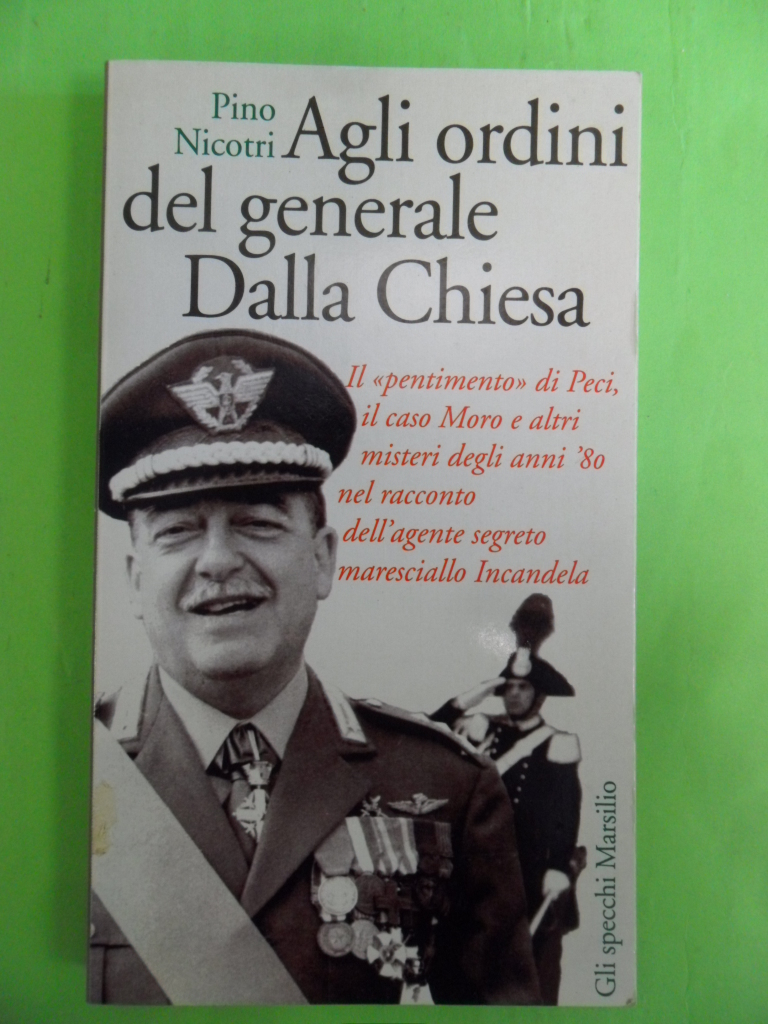 Pino
Nicotri
Agli ordini
del generale
Dalla Chiesa
Il «pentimento» di Peci,
il caso Moro e altri
misteri degli anni '80
nel racconto
dell'agente segreto
maresciallo Incandela
Gli specchi Marsilio